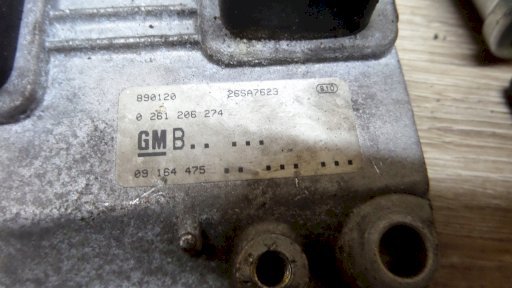 890120 26SA7623
0 261 206 274
GM B.. ...
09 164 475 .. ... ...